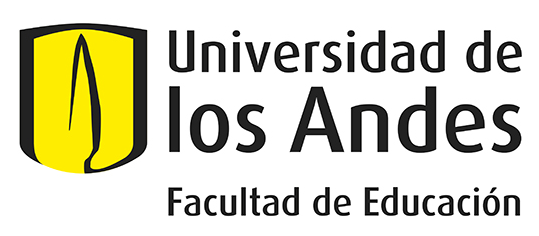 Universidad de
los Andes
Facultad de Educación